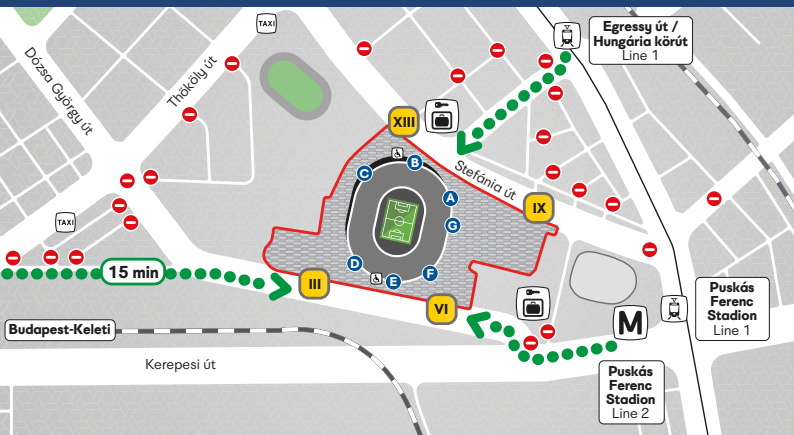 TAXI
Egressy út /
Hungária körút
Line 1
Dózsa György út
Thököly út
XIII
B
C
Stefánia út
A
IX
G
TAXI
D
15 min
F
E
III
VI
Puskás
Ferenc
Stadion
Line 1
M
Budapest-Keleti
Kerepesi út
Puskás
Ferenc
Stadion
Line 2